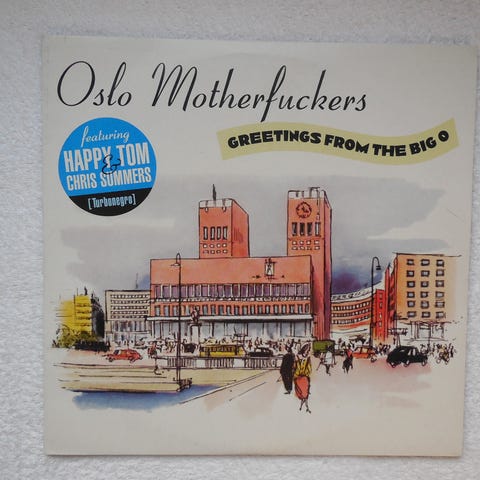 Oslo Motherfuckers
GREETINGS FROM THE BIG O
featuring
HAPPY TOM
&
CHRIS SUMMERS
[Turbonegro]